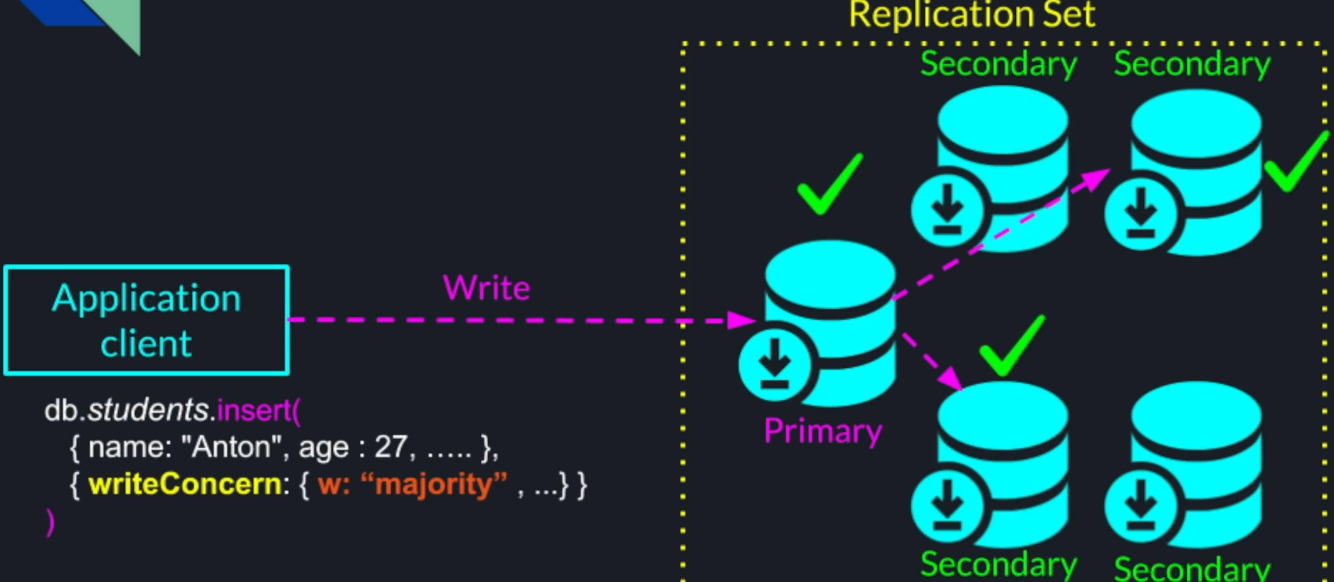 Replication Set
Secondary
Secondary
Application
client
Write
Primary
db.students.insert(
{ name: "Anton", age : 27, ….. },
{ writeConcern: { w: “majority” , ...} }
)
Secondary
Secondary